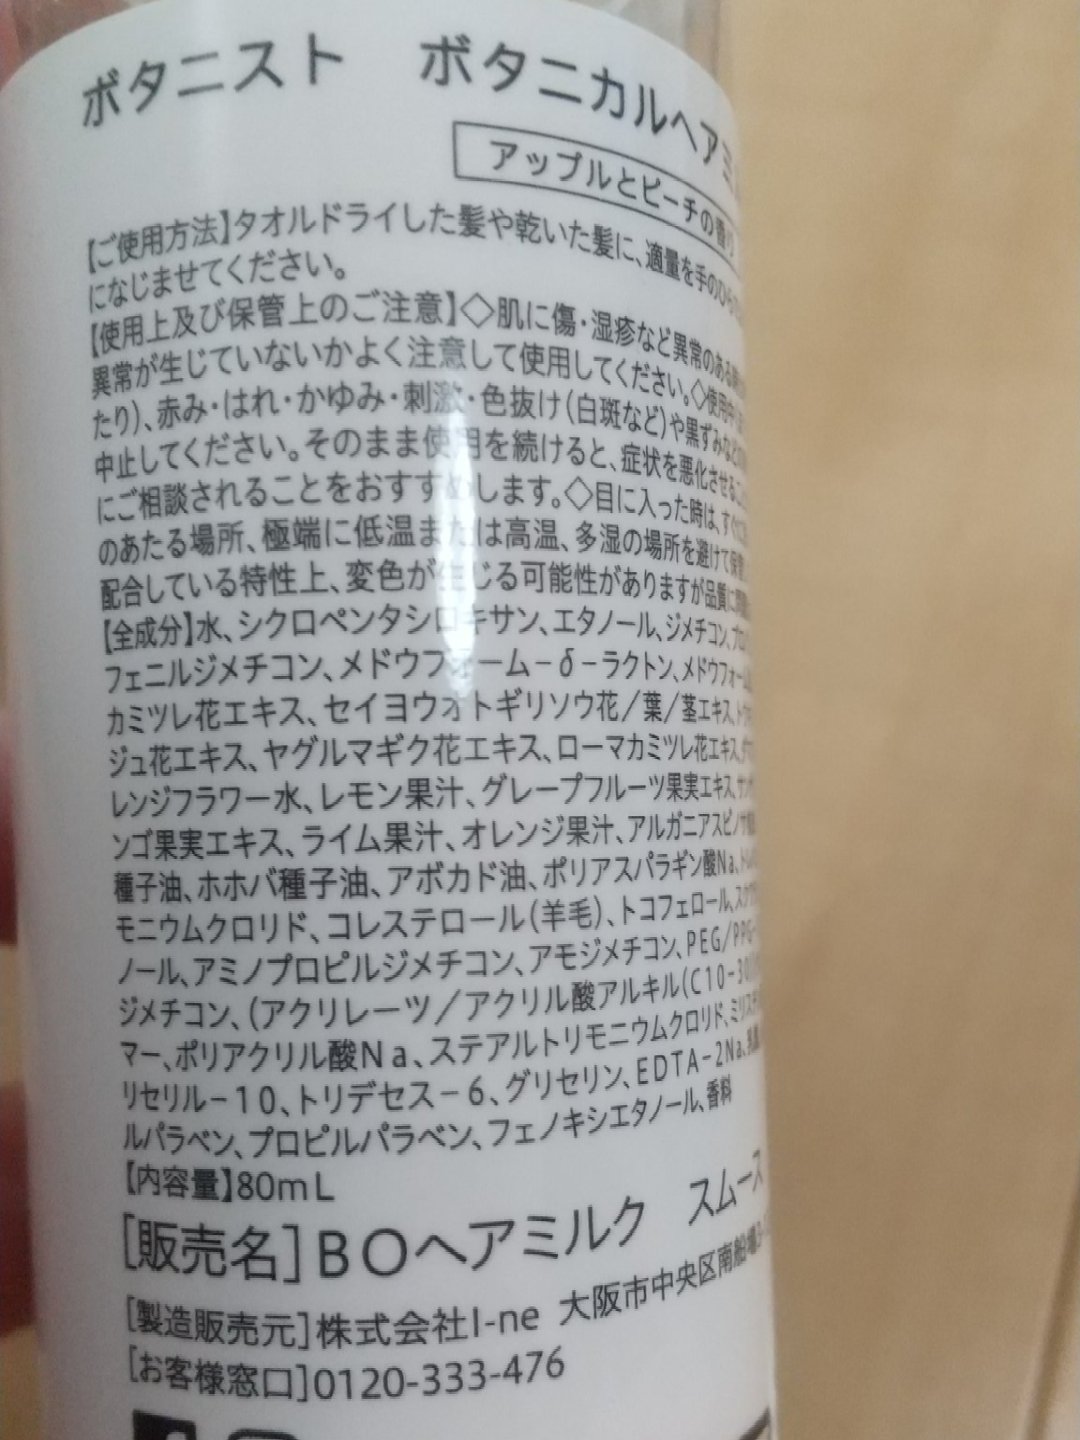 ボタニスト ボタニカルヘアミ
アップルとピーチの香り
【ご使用方法】タオルドライした髪や乾いた髪に、適量を手のひら
になじませてください。
【使用上及び保管上のご注意】◇肌に傷・湿疹など異常のある
異常が生じていないかよく注意して使用してください。◇使用中
たり)、赤み・はれ・かゆみ・刺激・色抜け(白斑など)や黒ずみなど
中止してください。そのまま使用を続けると、症状を悪化させる
にご相談されることをおすすめします。◇目に入った時は、すぐに
のあたる場所、極端に低温または高温、多湿の場所を避けて保管
配合している特性上、変色が生じる可能性がありますが品質に
【全成分】水、シクロペンタシロキサン、エタノール、ジメチコン、
フェニルジメチコン、メドウフォーム－δ－ラクトン、メドウフォーム
カミツレ花エキス、セイヨウオトギリソウ花／葉／茎エキス、
ジュ花エキス、ヤグルマギク花エキス、ローマカミツレ花エキス、
レンジフラワー水、レモン果汁、グレープフルーツ果実エキス、サン
ンゴ果実エキス、ライム果汁、オレンジ果汁、アルガニアスピノサ
種子油、ホホバ種子油、アボカド油、ポリアスパラギン酸Na、
モニウムクロリド、コレステロール(羊毛)、トコフェロール、スクワ
ノール、アミノプロピルジメチコン、アモジメチコン、PEG/PPG
ジメチコン、(アクリレーツ／アクリル酸アルキル(C10-30)
マー、ポリアクリル酸Na、ステアルトリモニウムクロリド、ミリス
リセリル－10、トリデセス－6、グリセリン、EDTA－2Na、乳
ルパラベン、プロピルパラベン、フェノキシエタノール、香料
【内容量】80mL
[販売名]BOヘアミルク スムース
[製造販売元]株式会社I-ne 大阪市中央区南船場3
[お客様窓口]0120-333-476